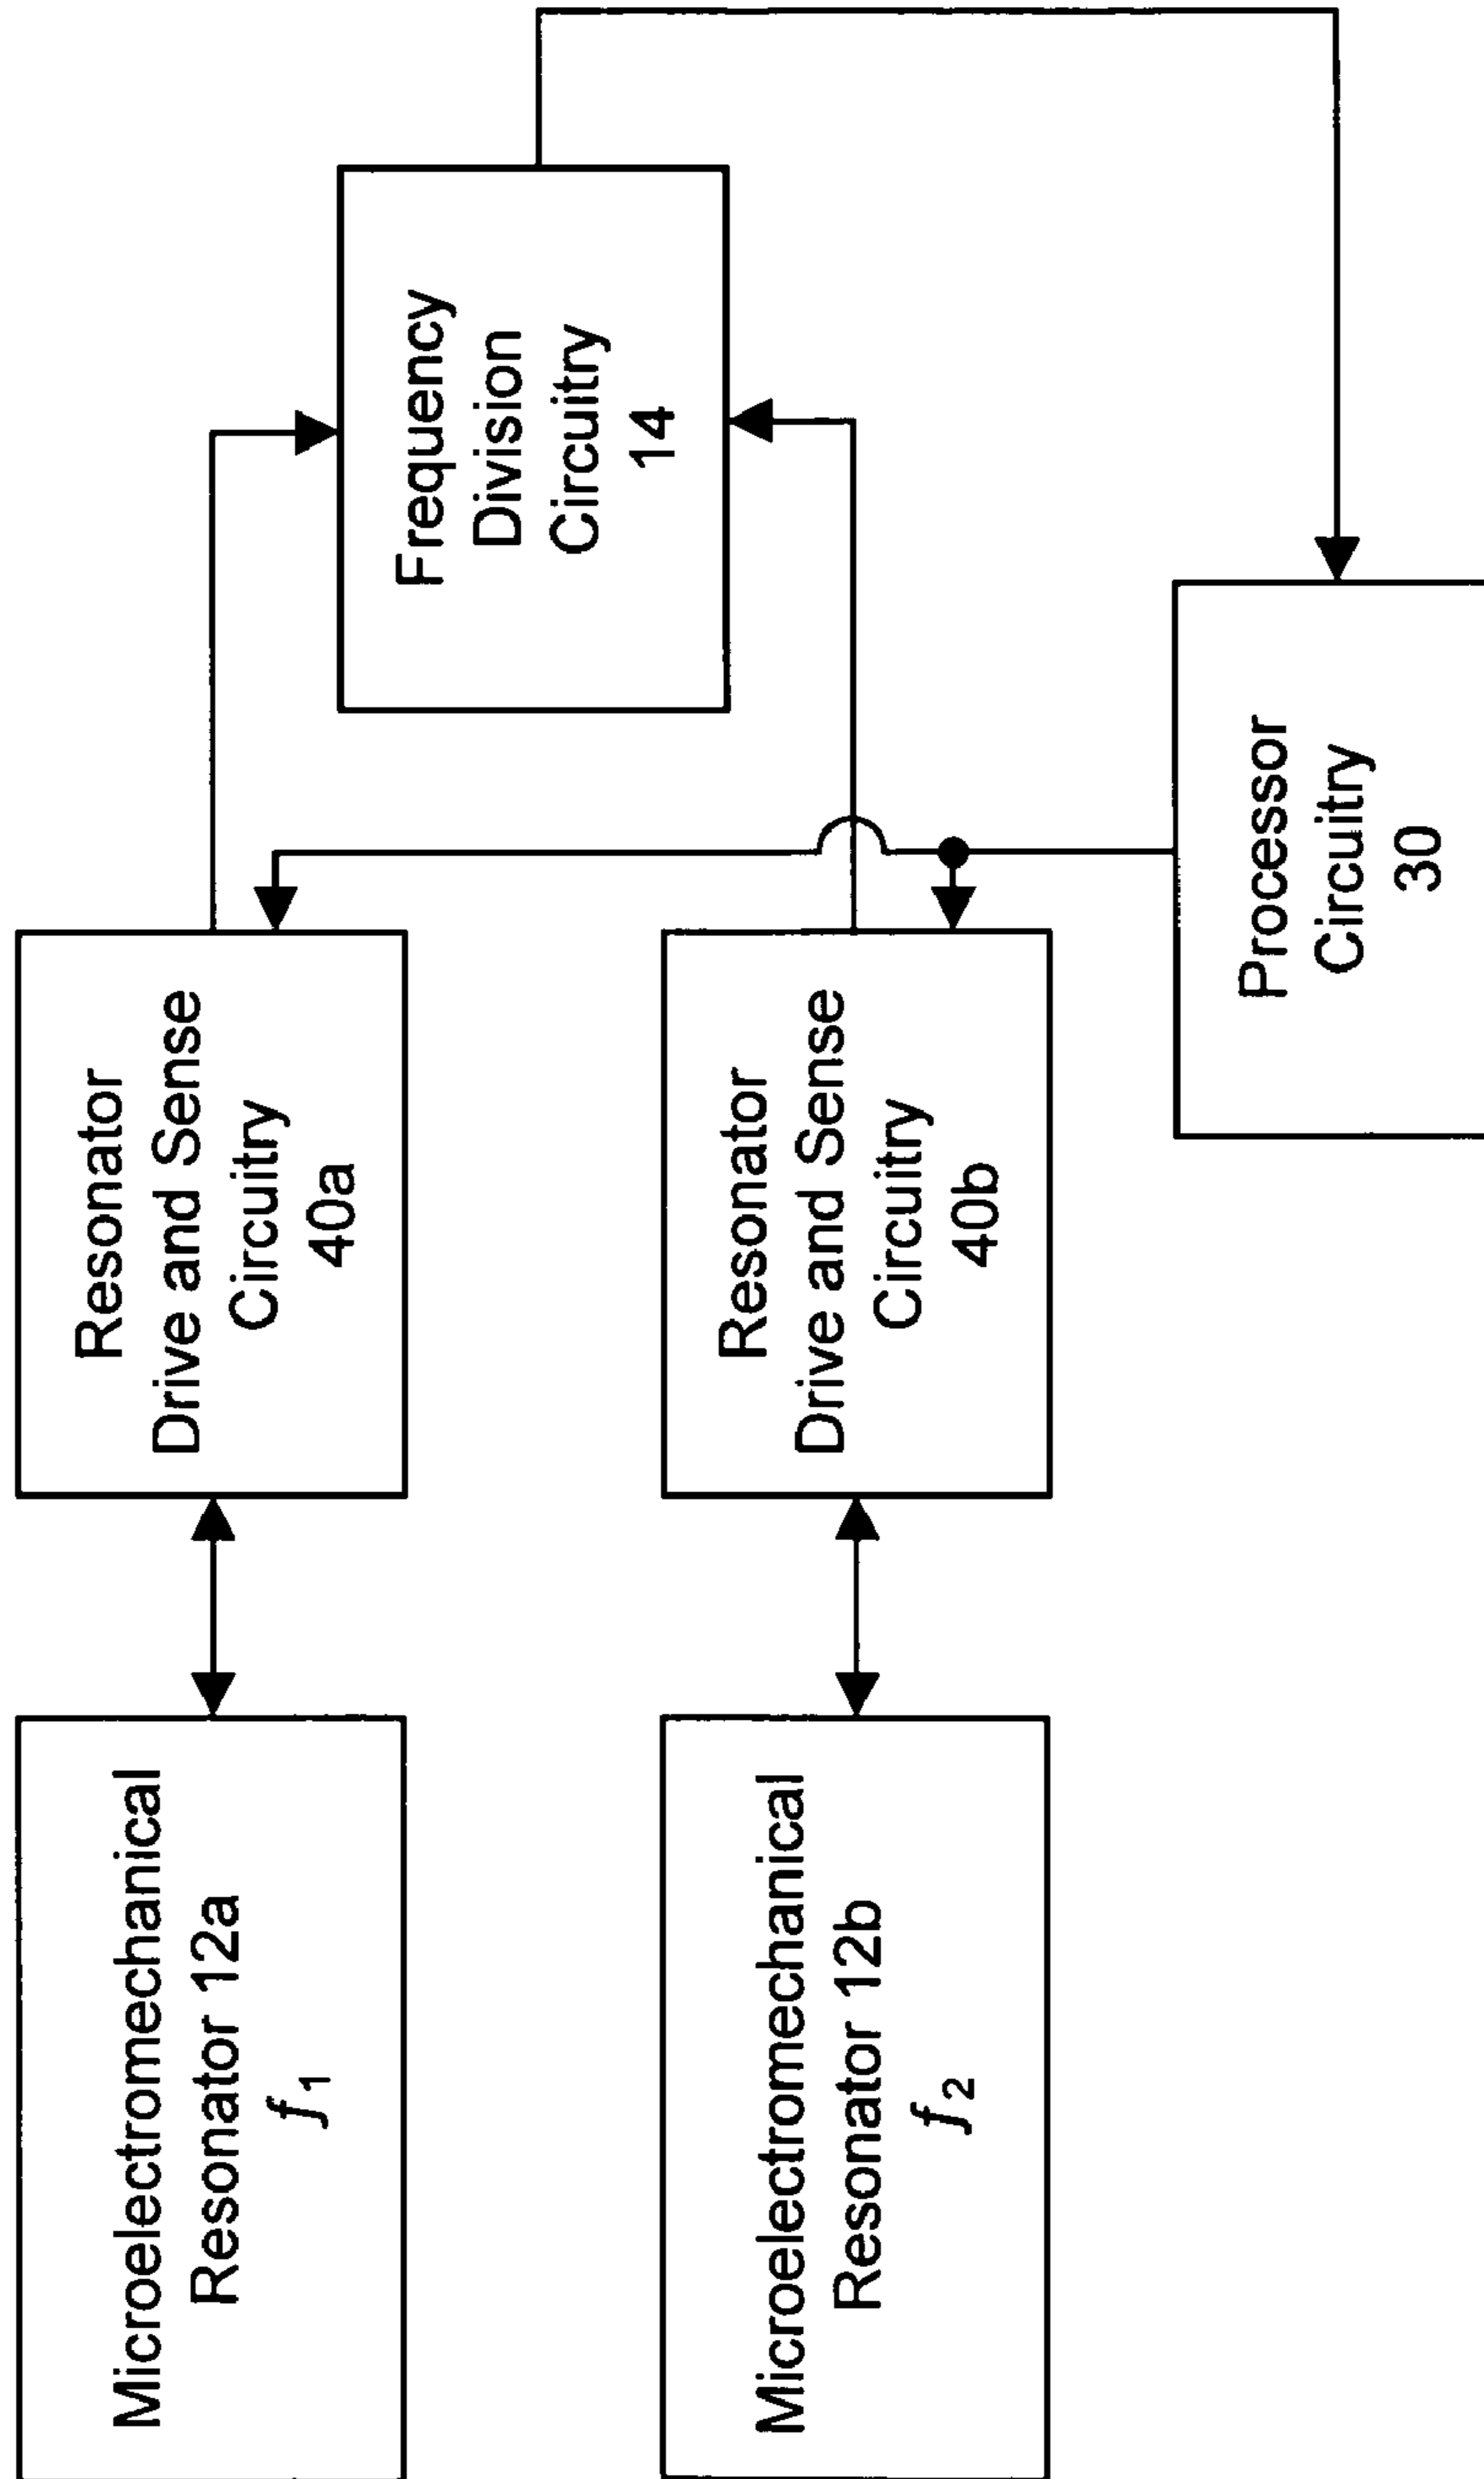 Microelectromechanical
Resonator 12a
f1
Resonator
Drive and Sense
Circuitry
40a
Frequency
Division
Circuitry
14
Microelectromechanical
Resonator 12b
f2
Resonator
Drive and Sense
Circuitry
40b
Processor
Circuitry
30